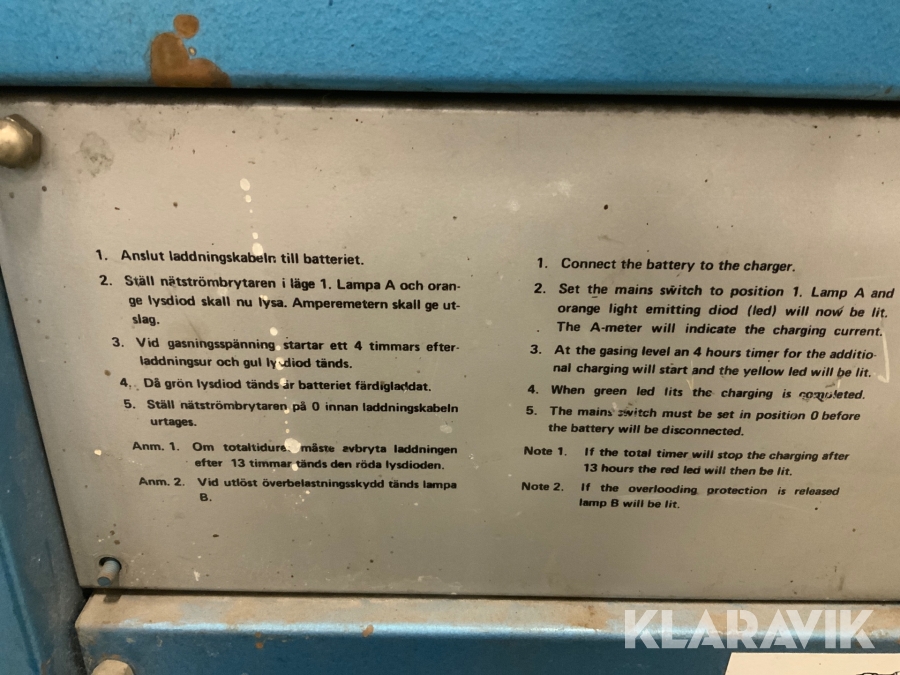 1. Anslut laddningskabeln till batteriet.
2. Ställ nätströmbrytaren i läge 1. Lampa A och oran-
ge lysdiod skall nu lysa. Amperemetern skall ge ut-
slag.
3. Vid gasningsspänning startar ett 4 timmars efter-
laddningsur och gul lysdiod tänds.
4. Då grön lysdiod tänds är batteriet färdigladdat.
5. Ställ nätströmbrytaren på 0 innan laddningskabeln
urtages.
Anm. 1. Om totaltiduret måste avbryta laddningen
efter 13 timmar tänds den röda lysdioden.
Anm. 2. Vid utlöst överbelastningsskydd tänds lampa
B.
1. Connect the battery to the charger.
2. Set the mains switch to position 1. Lamp A and
orange light emitting diod (led) will now be lit.
The A-meter will indicate the charging current.
3. At the gasing level an 4 hours timer for the additio-
nal charging will start and the yellow led will be lit.
4. When green led lits the charging is completed.
5. The mains switch must be set in position 0 before
the battery will be disconnected.
Note 1. If the total timer will stop the charging after
13 hours the red led will then be lit.
Note 2. If the overlooding protection is released
lamp B will be lit.
KLARAVIK